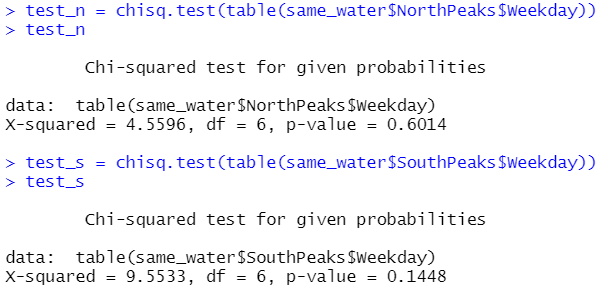 > test_n = chisq.test(table(same_water$NorthPeaks$Weekday))
> test_n
Chi-squared test for given probabilities
data:  table(same_water$NorthPeaks$Weekday)
X-squared = 4.5596, df = 6, p-value = 0.6014
> test_s = chisq.test(table(same_water$SouthPeaks$Weekday))
> test_s
Chi-squared test for given probabilities
data:  table(same_water$SouthPeaks$Weekday)
X-squared = 9.5533, df = 6, p-value = 0.1448